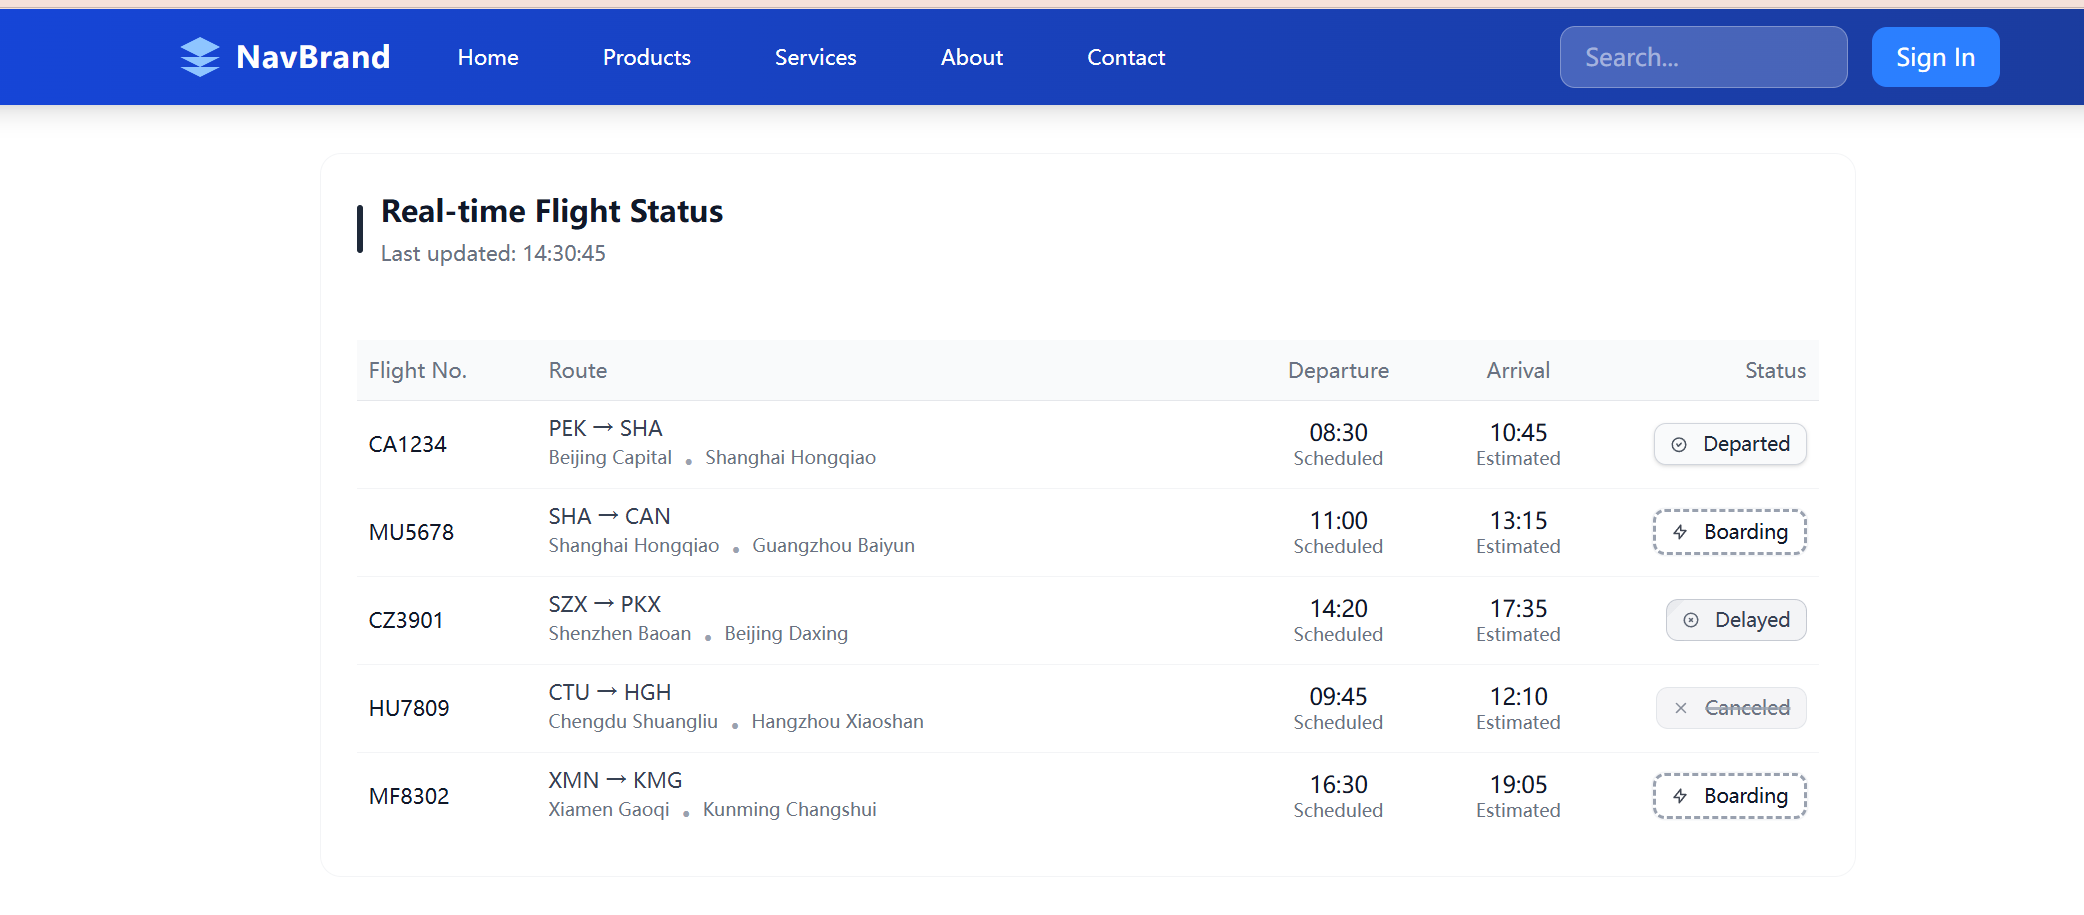 NavBrand Home Products Services About Contact Search... Sign In
Real-time Flight Status
Last updated: 14:30:45
Flight No. Route Departure Arrival Status
CA1234 PEK → SHA 08:30 10:45 Departed
Beijing Capital • Shanghai Hongqiao Scheduled Estimated
MU5678 SHA → CAN 11:00 13:15 Boarding
Shanghai Hongqiao • Guangzhou Baiyun Scheduled Estimated
CZ3901 SZX → PKX 14:20 17:35 Delayed
Shenzhen Baoan • Beijing Daxing Scheduled Estimated
HU7809 CTU → HGH 09:45 12:10 Canceled
Chengdu Shuangliu • Hangzhou Xiaoshan Scheduled Estimated
MF8302 XMN → KMG 16:30 19:05 Boarding
Xiamen Gaoqi • Kunming Changshui Scheduled Estimated